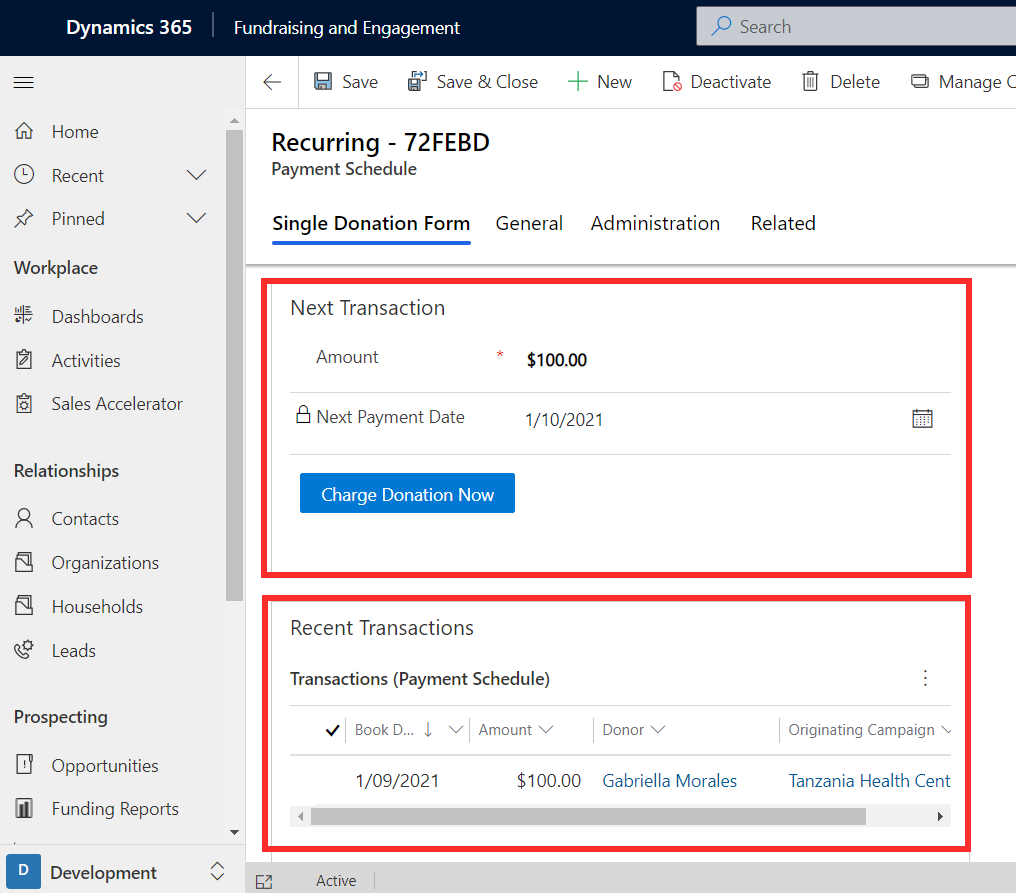 Dynamics 365
Fundraising and Engagement
Search
Save
Save & Close
New
Deactivate
Delete
Manage C
Home
Recent
Pinned
Workplace
Dashboards
Activities
Sales Accelerator
Relationships
Contacts
Organizations
Households
Leads
Prospecting
Opportunities
Funding Reports
D
Development
Recurring - 72FEBD
Payment Schedule
Single Donation Form
General
Administration
Related
Next Transaction
Amount * $100.00
Next Payment Date 1/10/2021
Charge Donation Now
Recent Transactions
Transactions (Payment Schedule)
Book D... Amount Donor Originating Campaign
1/09/2021 $100.00 Gabriella Morales Tanzania Health Cent
Active